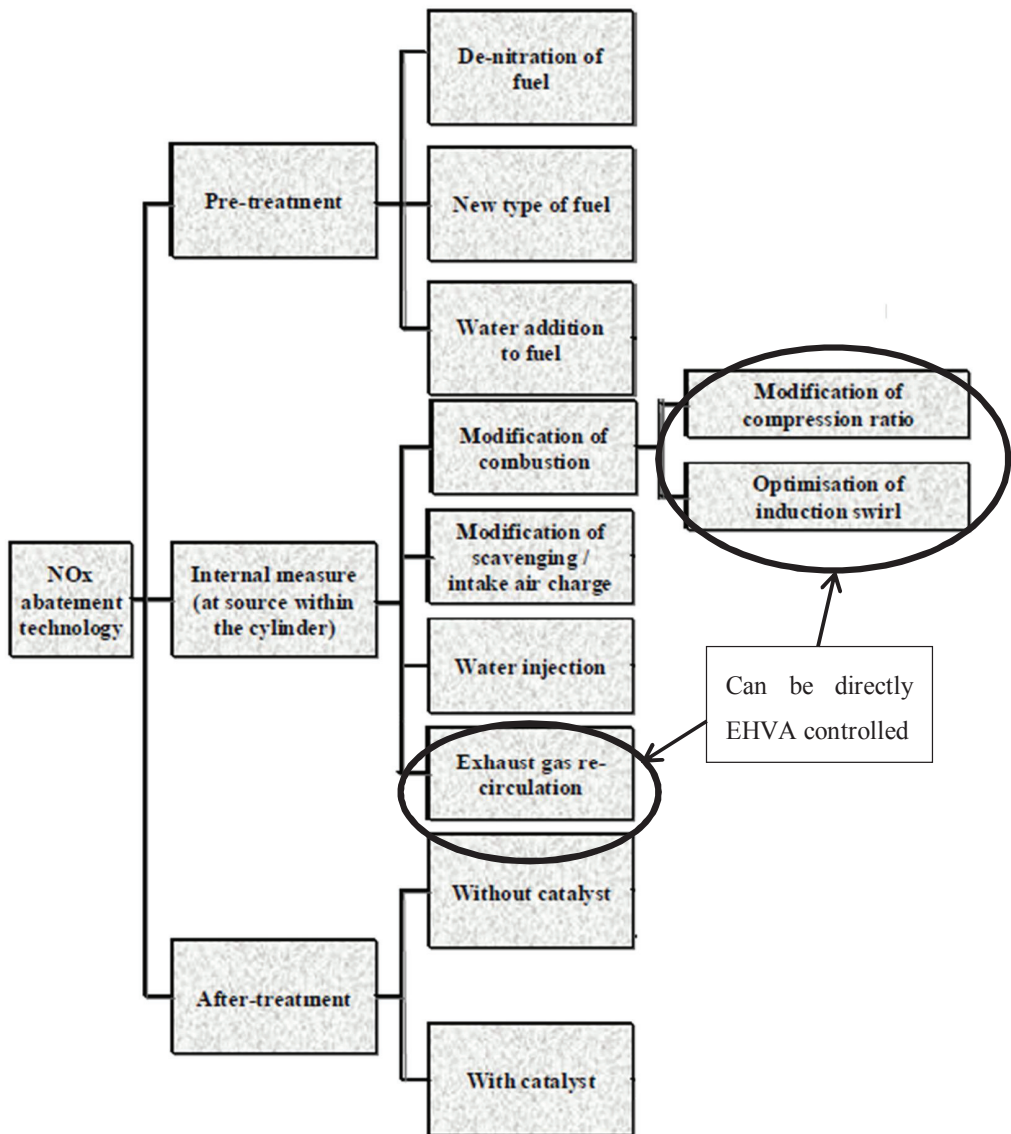 De-nitration of
fuel
Pre-treatment
New type of fuel
Water addition
to fuel
Modification of
compression ratio
Modification of
combustion
Optimisation of
induction swirl
NOx
abatement
technology
Internal measure
(at source within
the cylinder)
Modification of
scavenging /
intake air charge
Water injection
Can be directly
EHVA controlled
Exhaust gas re-
circulation
Without catalyst
After-treatment
With catalyst